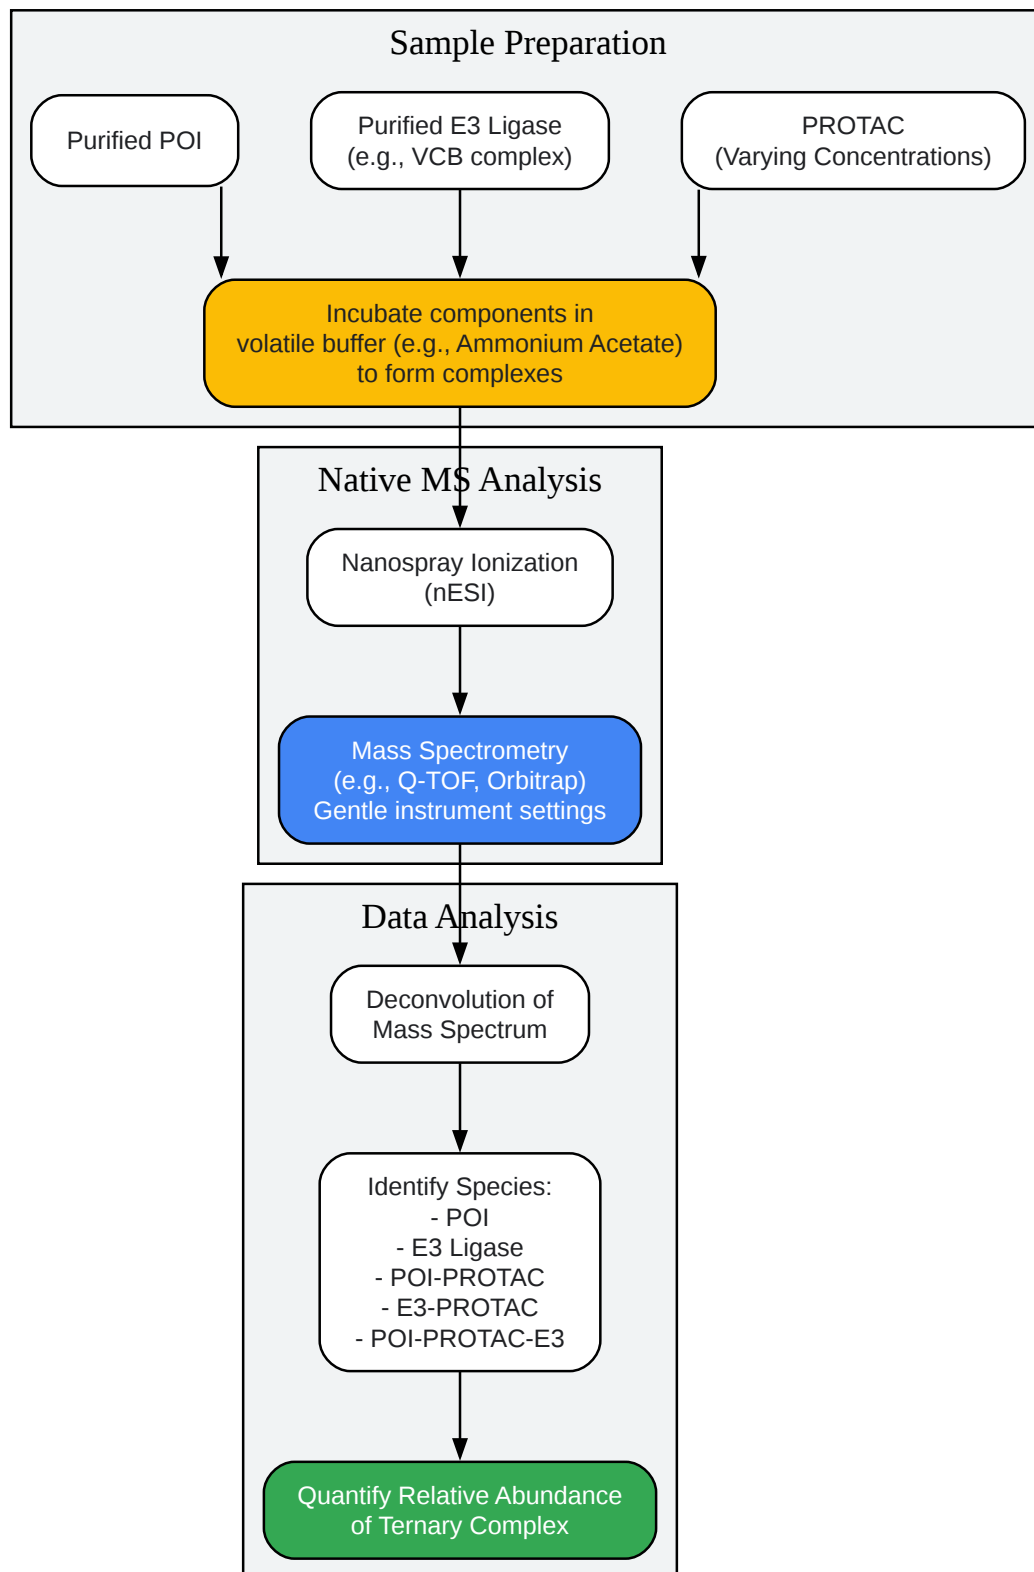 Sample Preparation
Purified POI
Purified E3 Ligase
(e.g., VCB complex)
PROTAC
(Varying Concentrations)
Incubate components in
volatile buffer (e.g., Ammonium Acetate)
to form complexes
Native MS Analysis
Nanospray Ionization
(nESI)
Mass Spectrometry
(e.g., Q-TOF, Orbitrap)
Gentle instrument settings
Data Analysis
Deconvolution of
Mass Spectrum
Identify Species:
- POI
- E3 Ligase
- POI-PROTAC
- E3-PROTAC
- POI-PROTAC-E3
Quantify Relative Abundance
of Ternary Complex